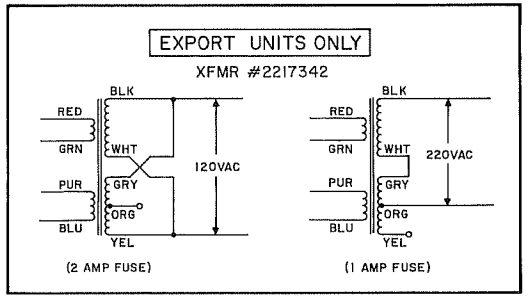 EXPORT UNITS ONLY
XFMR #2217342
BLK
RED
GRN
WHT
GRY
PUR
BLU
ORG
YEL
120VAC
(2 AMP FUSE)
BLK
RED
GRN
WHT
GRY
PUR
BLU
ORG
YEL
220VAC
(1 AMP FUSE)